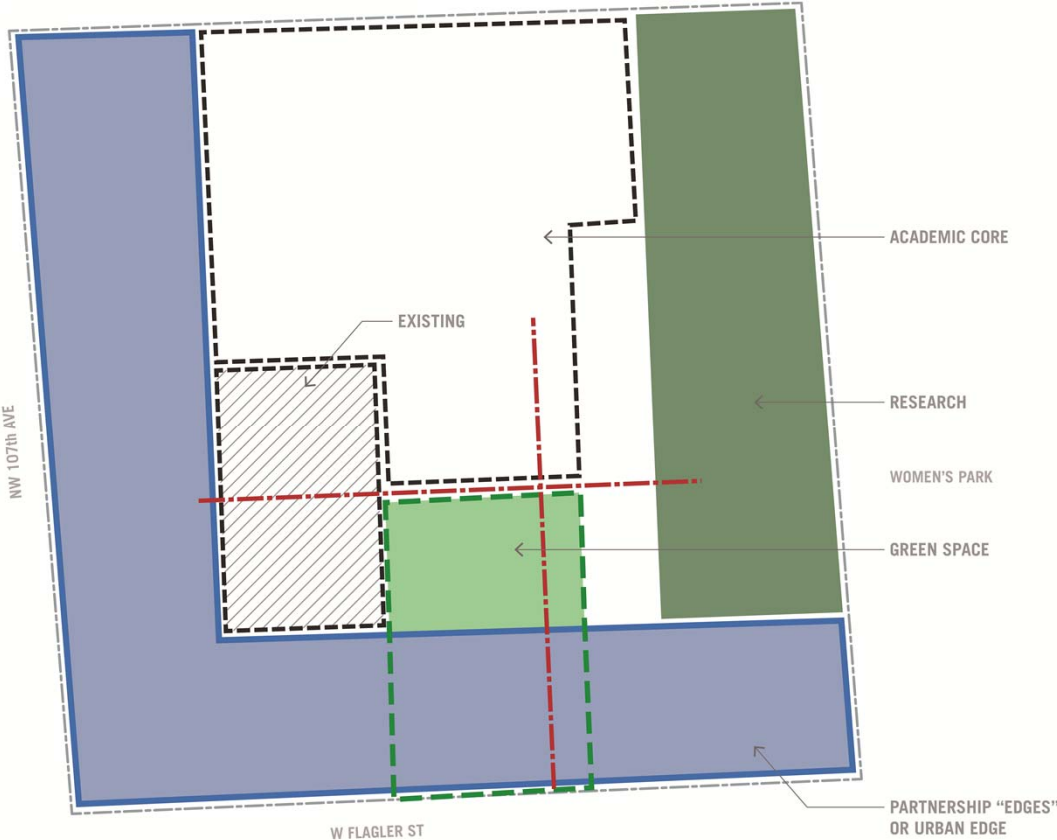 ACADEMIC CORE
EXISTING
RESEARCH
NW 107th AVE
WOMEN'S PARK
GREEN SPACE
PARTNERSHIP “EDGES”
OR URBAN EDGE
W FLAGLER ST